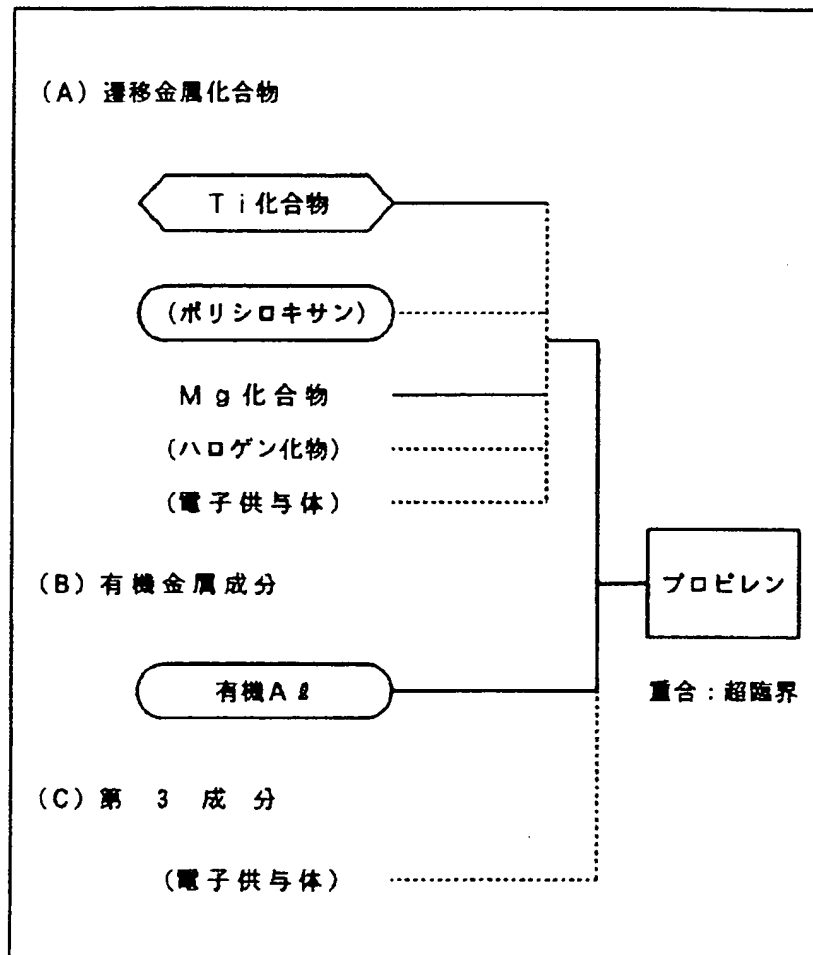 (A) 遷移金属化合物
Ti化合物
(ポリシロキサン)
Mg化合物
(ハロゲン化物)
(電子供与体)
(B) 有機金属成分
プロピレン
有機Aℓ
重合:超臨界
(C) 第3成分
(電子供与体)